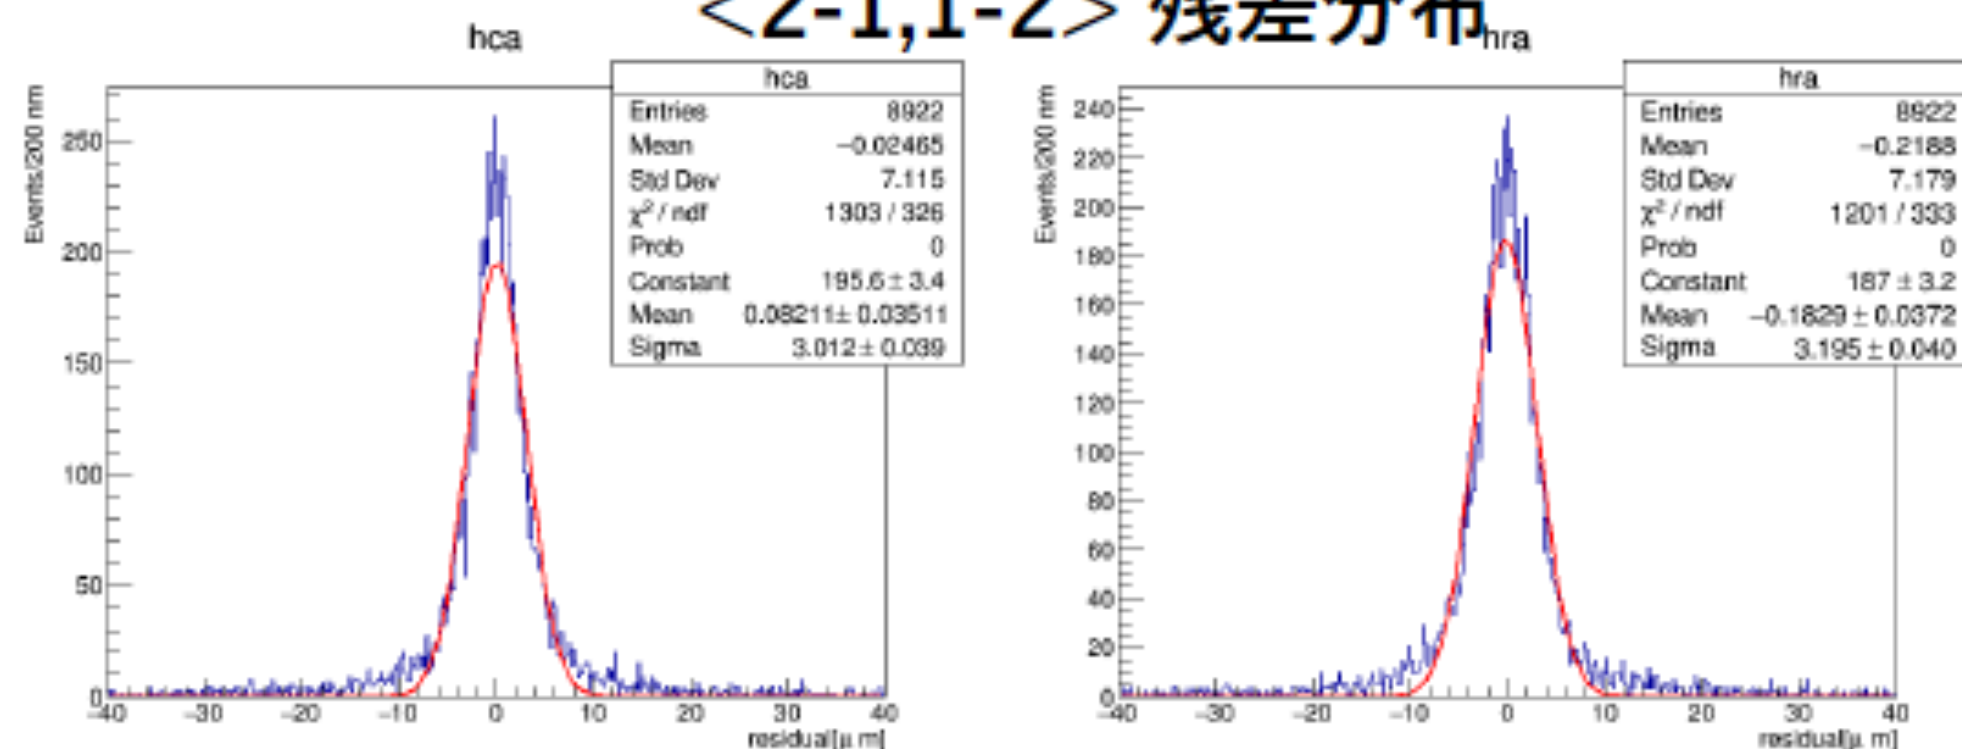 <2-1,1-2> 残差分布
hca
Events/200 nm
250
200
150
100
50
0
-40 -30 -20 -10 0 10 20 30 40
residual[μ m]
hca
Entries 8922
Mean -0.02465
Std Dev 7.115
χ² / ndf 1303 / 326
Prob 0
Constant 195.6 ± 3.4
Mean 0.08211 ± 0.03511
Sigma 3.012 ± 0.039
hra
Events/200 nm
240
220
200
180
160
140
120
100
80
60
40
20
0
-40 -30 -20 -10 0 10 20 30 40
residual[μ m]
hra
Entries 8922
Mean -0.2188
Std Dev 7.179
χ² / ndf 1201 / 333
Prob 0
Constant 187 ± 3.2
Mean -0.1829 ± 0.0372
Sigma 3.195 ± 0.040